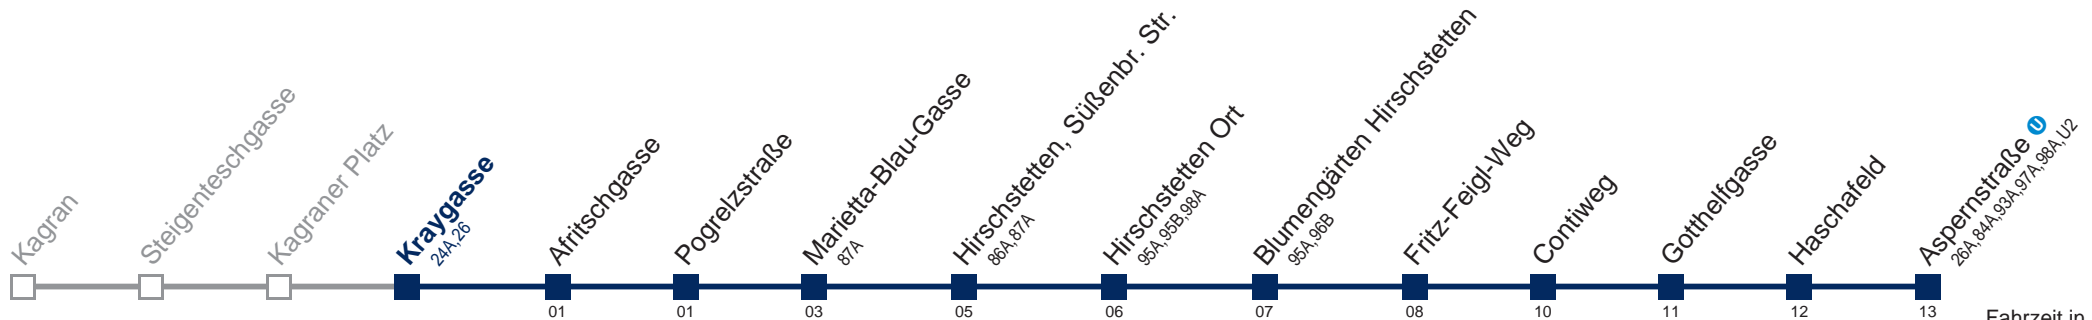 Kagran
Steigenteschgasse
Kagraner Platz
Kraygasse
24A,26
Afritschgasse
Pogrelzstraße
Marietta-Blau-Gasse
87A
Hirschstetten, Süßenbr. Str.
86A,87A
Hirschstetten Ort
95A,95B,98A
Blumengärten Hirschstetten
95A,96B
Fritz-Feigl-Weg
Contiweg
Gotthelfgasse
Haschafeld
Aspernstraße U
26A,84A,93A,97A,98A,U2
01 01 03 05 06 07 08 10 11 12 13
Fahrzeit in